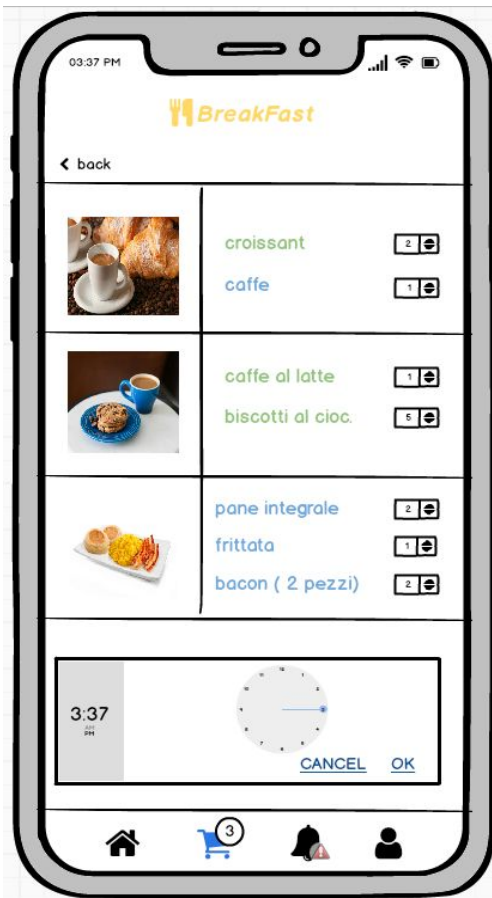 03:37 PM
BreakFast
back
croissant 2
caffe 1
caffe al latte 1
biscotti al cioc. 5
pane integrale 2
frittata 1
bacon ( 2 pezzi) 2
3:37
AM
PM
CANCEL OK
3